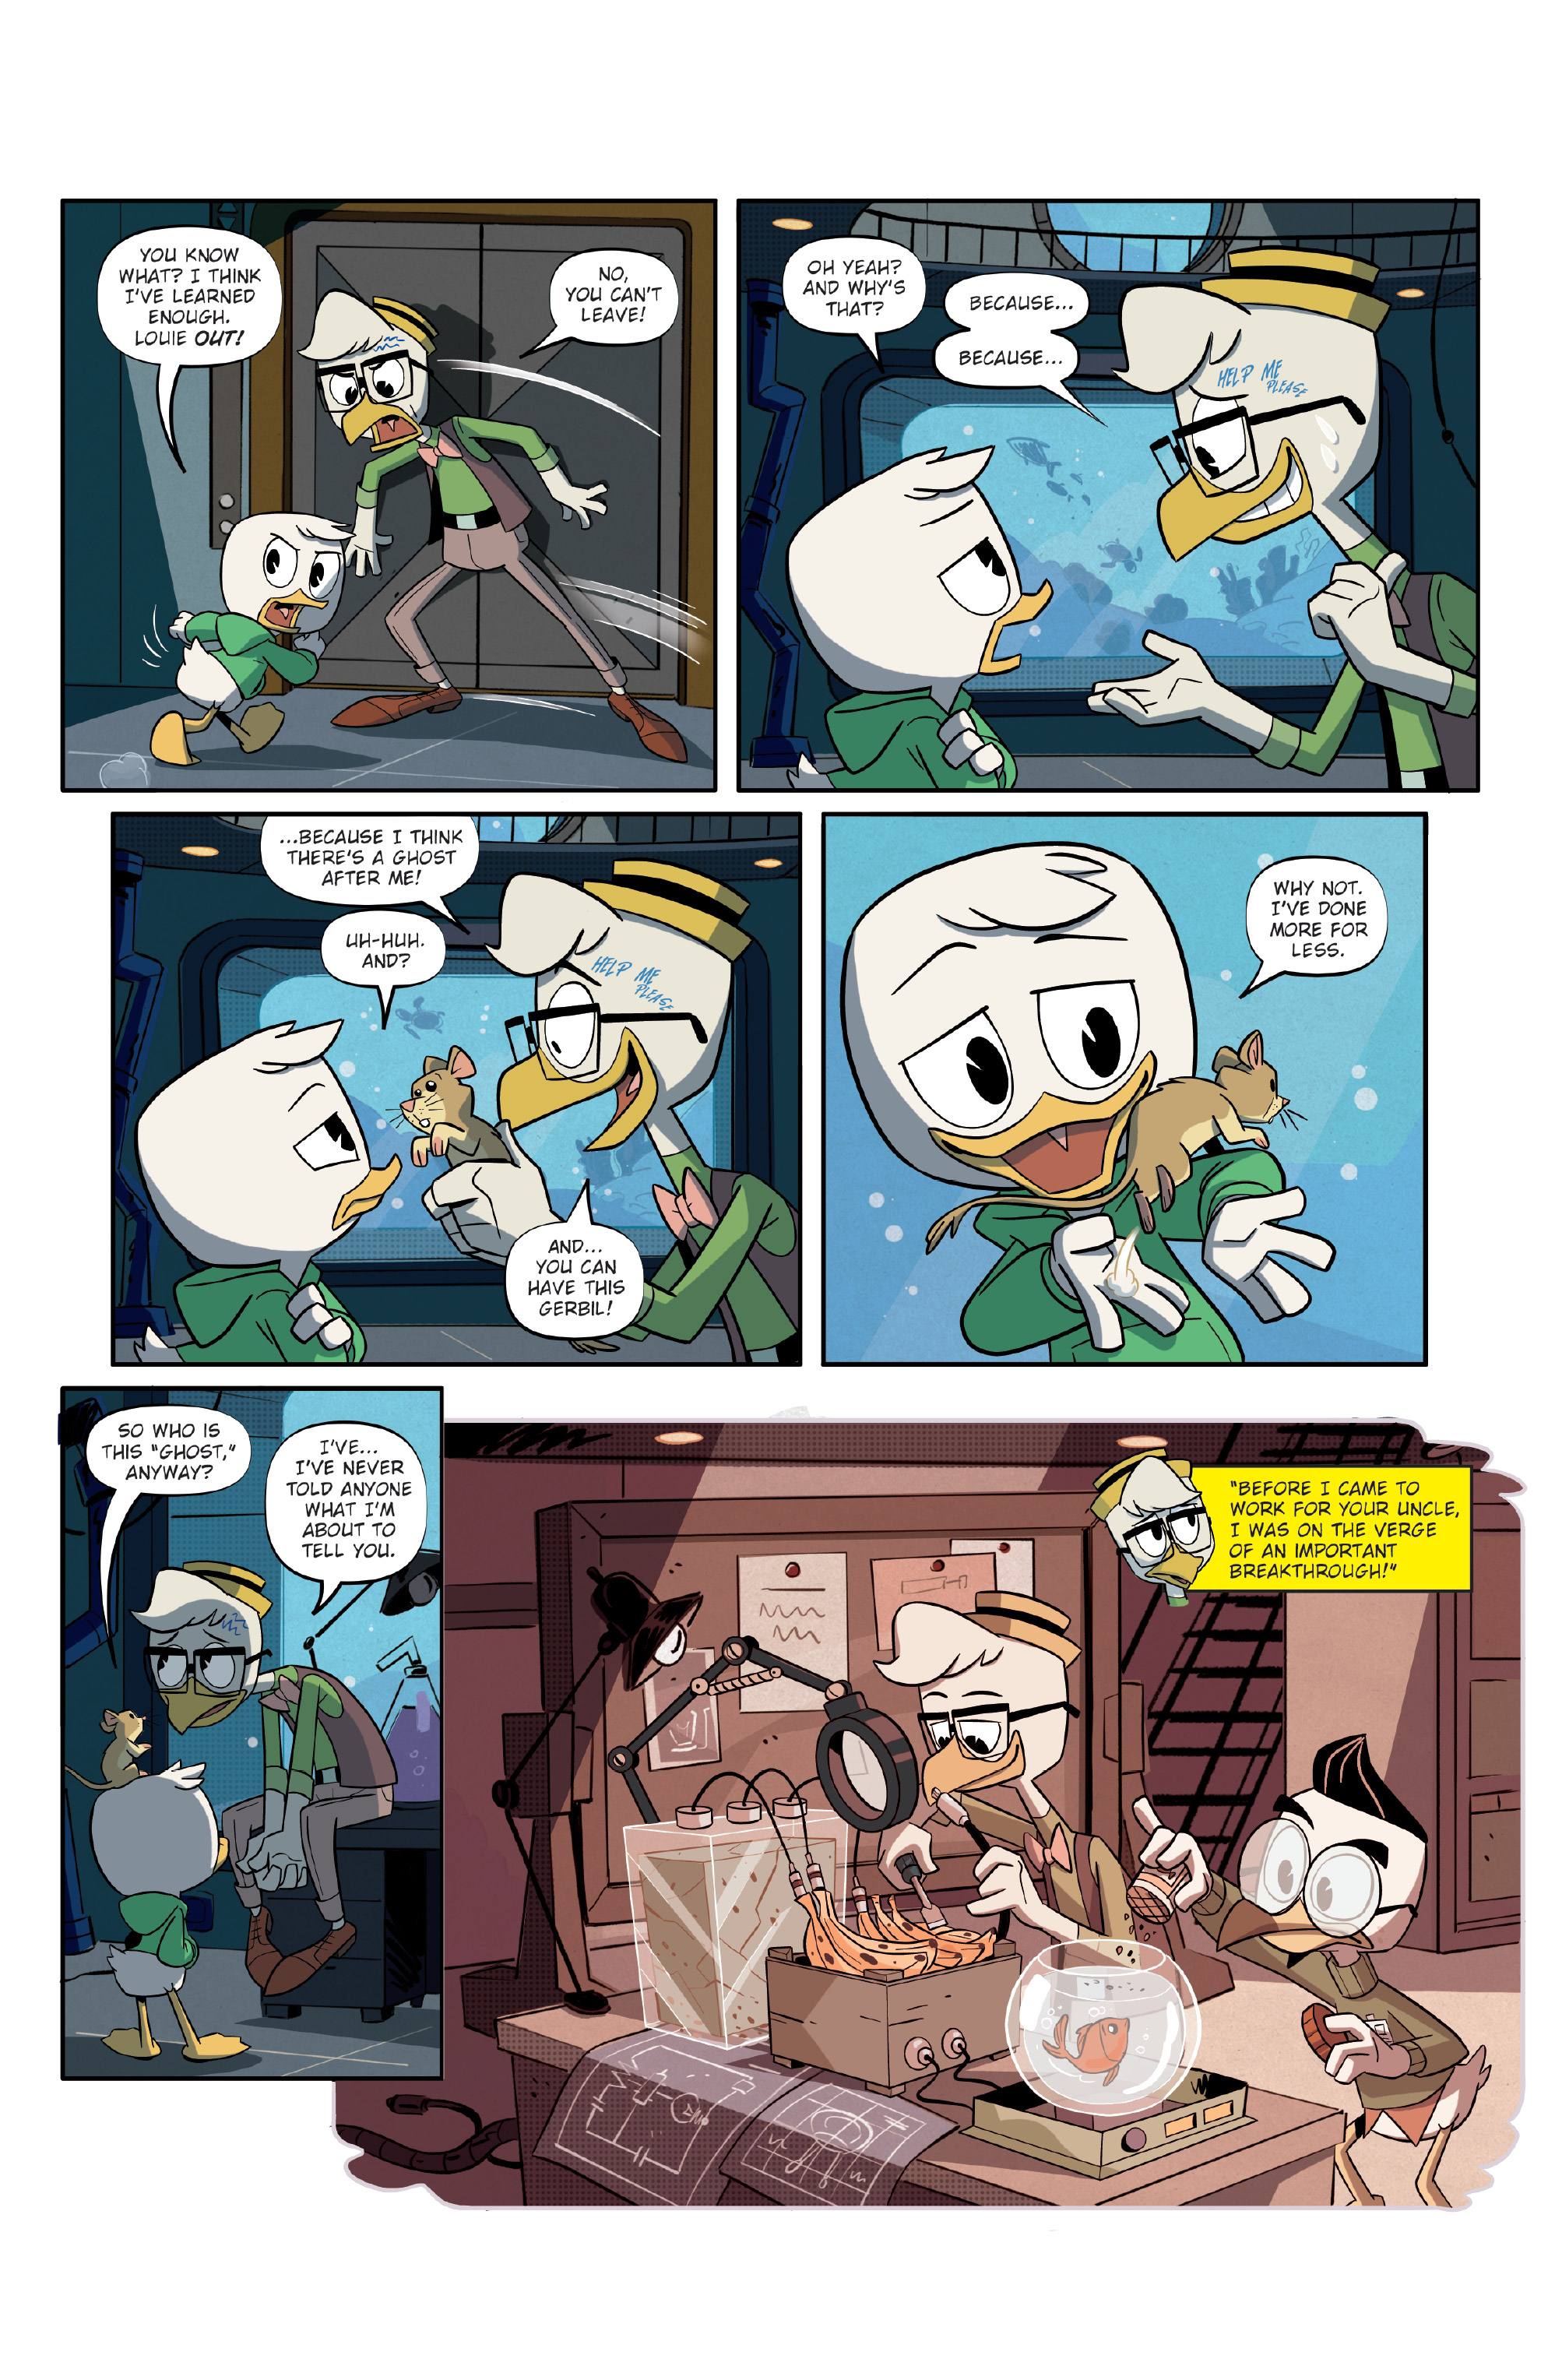 YOU KNOW
WHAT? I THINK
I'VE LEARNED
ENOUGH.
LOUIE OUT!
NO,
YOU CAN'T
LEAVE!
OH YEAH?
AND WHY'S
THAT?
BECAUSE...
BECAUSE...
HELP ME
PLEASE
...BECAUSE I THINK
THERE'S A GHOST
AFTER ME!
UH-HUH.
AND?
HELP ME
PLEASE
AND...
YOU CAN
HAVE THIS
GERBIL!
WHY NOT.
I'VE DONE
MORE FOR
LESS.
SO WHO IS
THIS "GHOST,"
ANYWAY?
I'VE...
I'VE NEVER
TOLD ANYONE
WHAT I'M
ABOUT TO
TELL YOU.
"BEFORE I CAME TO
WORK FOR YOUR UNCLE,
I WAS ON THE VERGE
OF AN IMPORTANT
BREAKTHROUGH!"